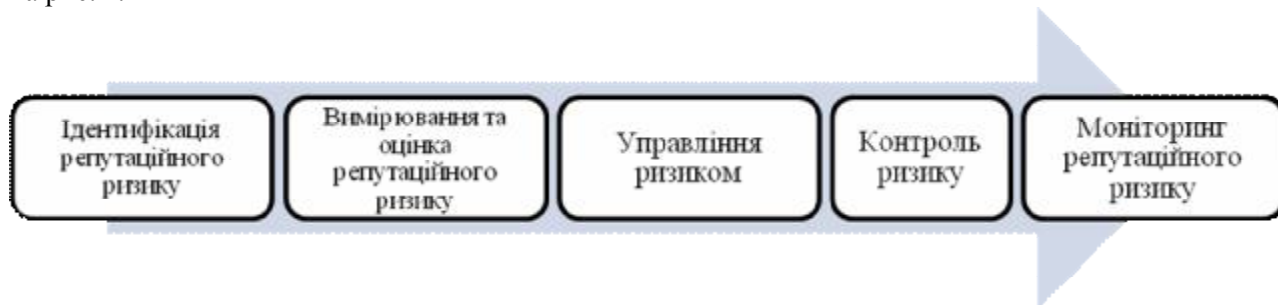 Ідентифікація
репутаційного
ризику
Вимірювання та
оцінка
репутаційного
ризику
Управління
ризиком
Контроль
ризику
Моніторинг
репутаційного
ризику